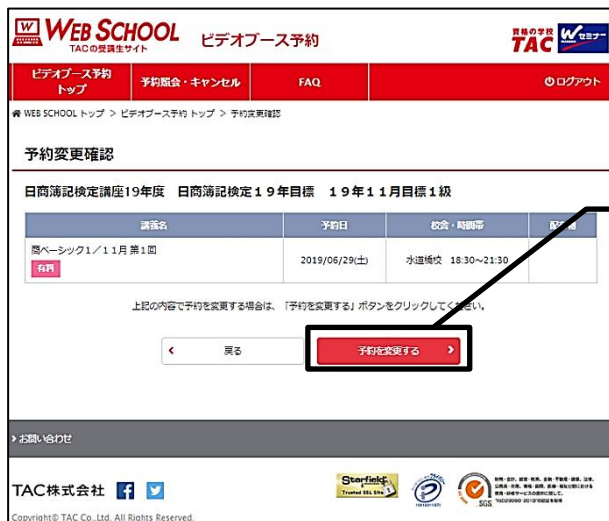 WEB SCHOOL
TACの受講生サイト
ビデオブース予約
資格の学校
TAC
Wセミナー
ビデオブース予約
トップ
予約照会・キャンセル
FAQ
ログアウト
WEB SCHOOL トップ > ビデオブース予約 トップ > 予約変更確認
予約変更確認
日商簿記検定講座19年度 日商簿記検定19年目標 19年11月目標1級
講義名 予約日 校舎・時間帯
商ベーシック1/11月 第1回
有料
2019/06/29(土) 水道橋校 18:30~21:30
上記の内容で予約を変更する場合は、「予約を変更する」ボタンをクリックしてください。
戻る
予約を変更する
お問い合わせ
TAC株式会社
Starfield
Trusted SSL Site
SGS
Copyright© TAC Co.,Ltd. All Rights Reserved.